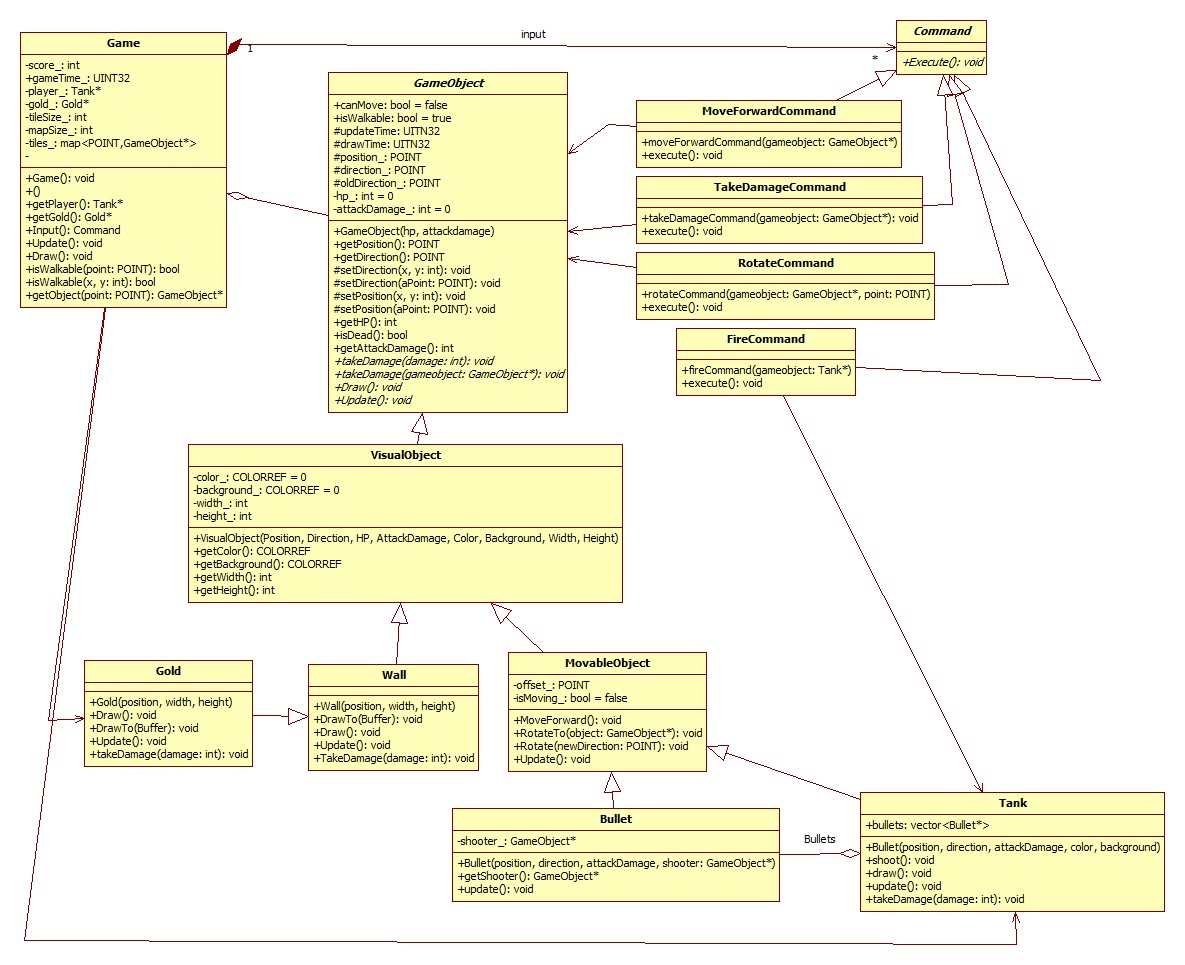 Game
-score_: int
+gameTime_: UINT32
-player_: Tank*
-gold_: Gold*
-tileSize_: int
-mapSize_: int
-tiles_: map<POINT,GameObject*>
-
+Game(): void
+()
+getPlayer(): Tank*
+getGold(): Gold*
+Input(): Command
+Update(): void
+Draw(): void
+isWalkable(point: POINT): bool
+isWalkable(x, y: int): bool
+getObject(point: POINT): GameObject*
1
input
*
Command
+Execute(): void
GameObject
+canMove: bool = false
+isWalkable: bool = true
#updateTime: UITN32
#drawTime: UITN32
#position_: POINT
#direction_: POINT
#oldDirection_: POINT
-hp_: int = 0
-attackDamage_: int = 0
+GameObject(hp, attackdamage)
+getPosition(): POINT
+getDirection(): POINT
#setDirection(x, y: int): void
#setDirection(aPoint: POINT): void
#setPosition(x, y: int): void
#setPosition(aPoint: POINT): void
+getHP(): int
+isDead(): bool
+getAttackDamage(): int
+takeDamage(damage: int): void
+takeDamage(gameobject: GameObject*): void
+Draw(): void
+Update(): void
MoveForwardCommand
+moveForwardCommand(gameobject: GameObject*)
+execute(): void
TakeDamageCommand
+takeDamageCommand(gameobject: GameObject*): void
+execute(): void
RotateCommand
+rotateCommand(gameobject: GameObject*, point: POINT)
+execute(): void
FireCommand
+fireCommand(gameobject: Tank*)
+execute(): void
VisualObject
-color_: COLORREF = 0
-background_: COLORREF = 0
-width_: int
-height_: int
+VisualObject(Position, Direction, HP, AttackDamage, Color, Background, Width, Height)
+getColor(): COLORREF
+getBackground(): COLORREF
+getWidth(): int
+getHeight(): int
Gold
+Gold(position, width, height)
+Draw(): void
+DrawTo(Buffer): void
+Update(): void
+takeDamage(damage: int): void
Wall
+Wall(position, width, height)
+DrawTo(Buffer): void
+Draw(): void
+Update(): void
+TakeDamage(damage: int): void
MovableObject
-offset_: POINT
-isMoving_: bool = false
+MoveForward(): void
+RotateTo(object: GameObject*): void
+Rotate(newDirection: POINT): void
+Update(): void
Bullet
-shooter_: GameObject*
+Bullet(position, direction, attackDamage, shooter: GameObject*)
+getShooter(): GameObject*
+update(): void
Bullets
Tank
+bullets: vector<Bullet*>
+Bullet(position, direction, attackDamage, color, background)
+shoot(): void
+draw(): void
+update(): void
+takeDamage(damage: int): void